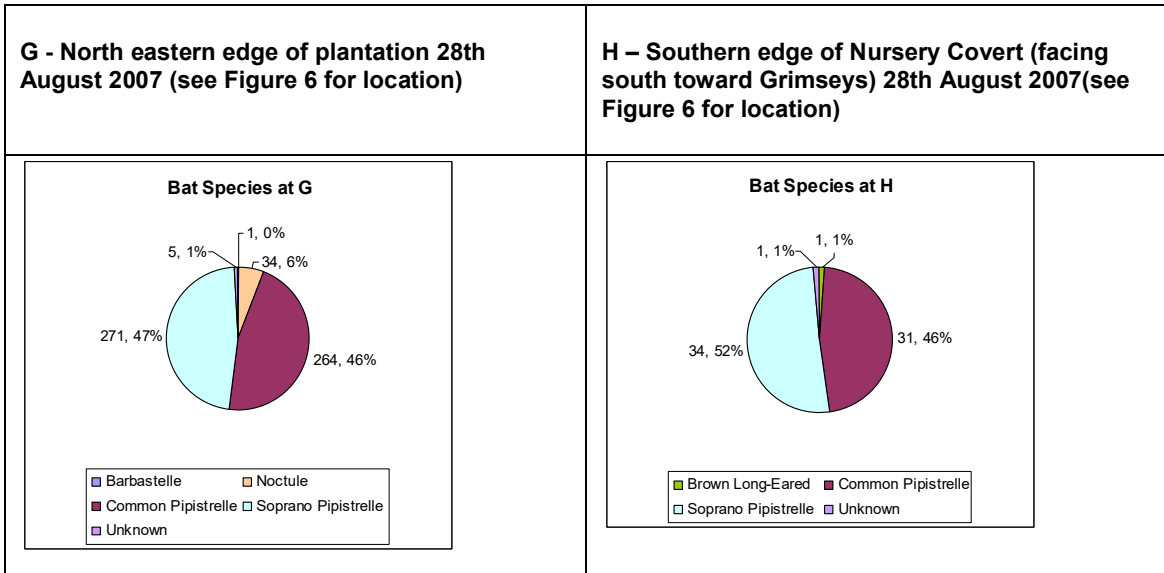 G - North eastern edge of plantation 28th
August 2007 (see Figure 6 for location)
H – Southern edge of Nursery Covert (facing
south toward Grimseys) 28th August 2007(see
Figure 6 for location)
Bat Species at G
1, 0%
5, 1%
34, 6%
271, 47%
264, 46%
Barbastelle
Noctule
Common Pipistrelle
Soprano Pipistrelle
Unknown
Bat Species at H
1, 1%
1, 1%
34, 52%
31, 46%
Brown Long-Eared
Common Pipistrelle
Soprano Pipistrelle
Unknown